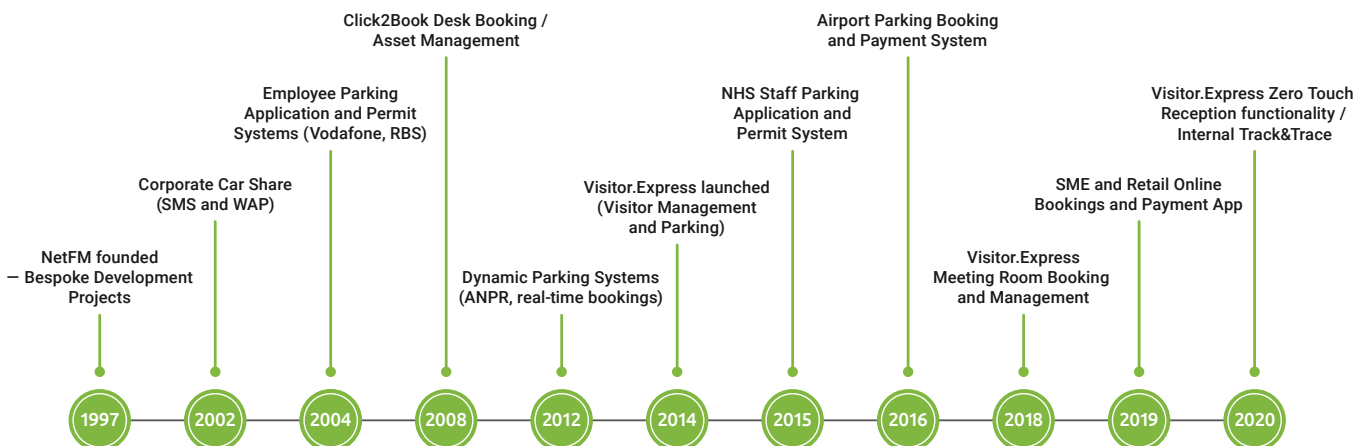 NetFM founded
— Bespoke Development
Projects
Corporate Car Share
(SMS and WAP)
Employee Parking
Application and Permit
Systems (Vodafone, RBS)
Click2Book Desk Booking /
Asset Management
Dynamic Parking Systems
(ANPR, real-time bookings)
Visitor.Express launched
(Visitor Management
and Parking)
NHS Staff Parking
Application and
Permit System
Airport Parking Booking
and Payment System
Visitor.Express
Meeting Room Booking
and Management
SME and Retail Online
Bookings and Payment App
Visitor.Express Zero Touch
Reception functionality /
Internal Track&Trace
1997
2002
2004
2008
2012
2014
2015
2016
2018
2019
2020